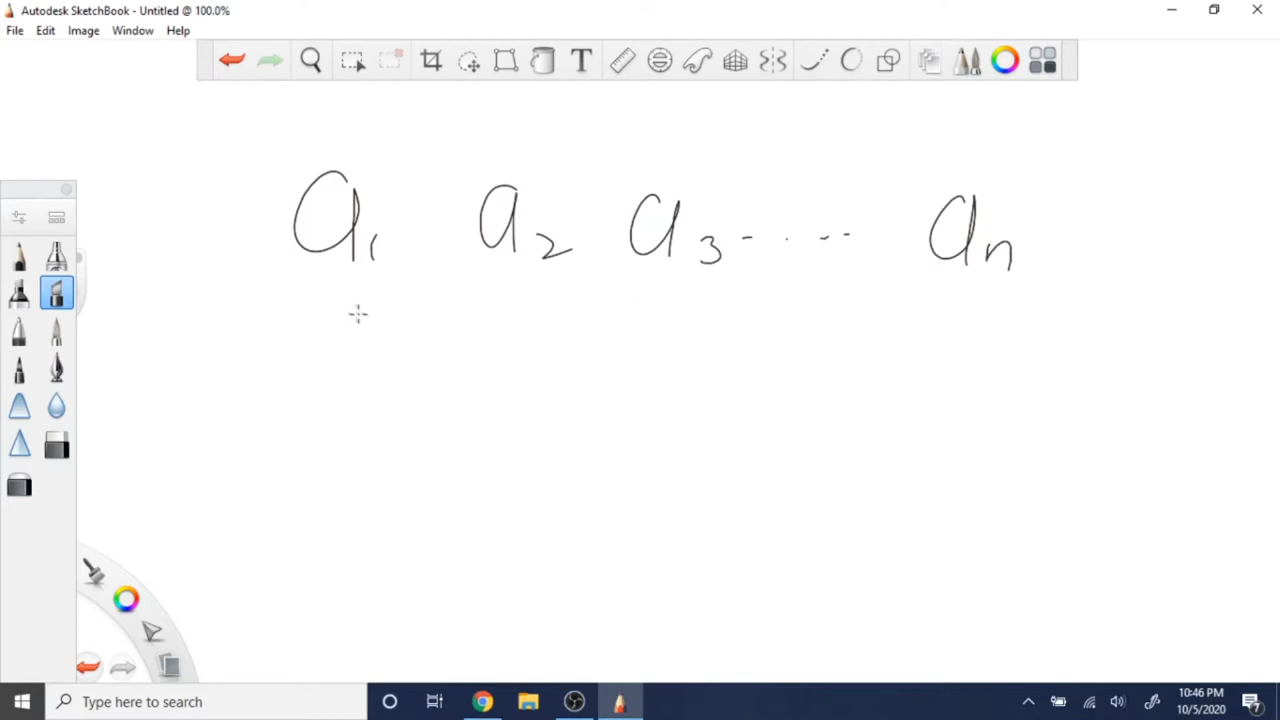 Autodesk SketchBook - Untitled @ 100.0%
File Edit Image Window Help
T
a₁ a₂ a₃ - . -- aₙ
Type here to search
10:46 PM
10/5/2020
7